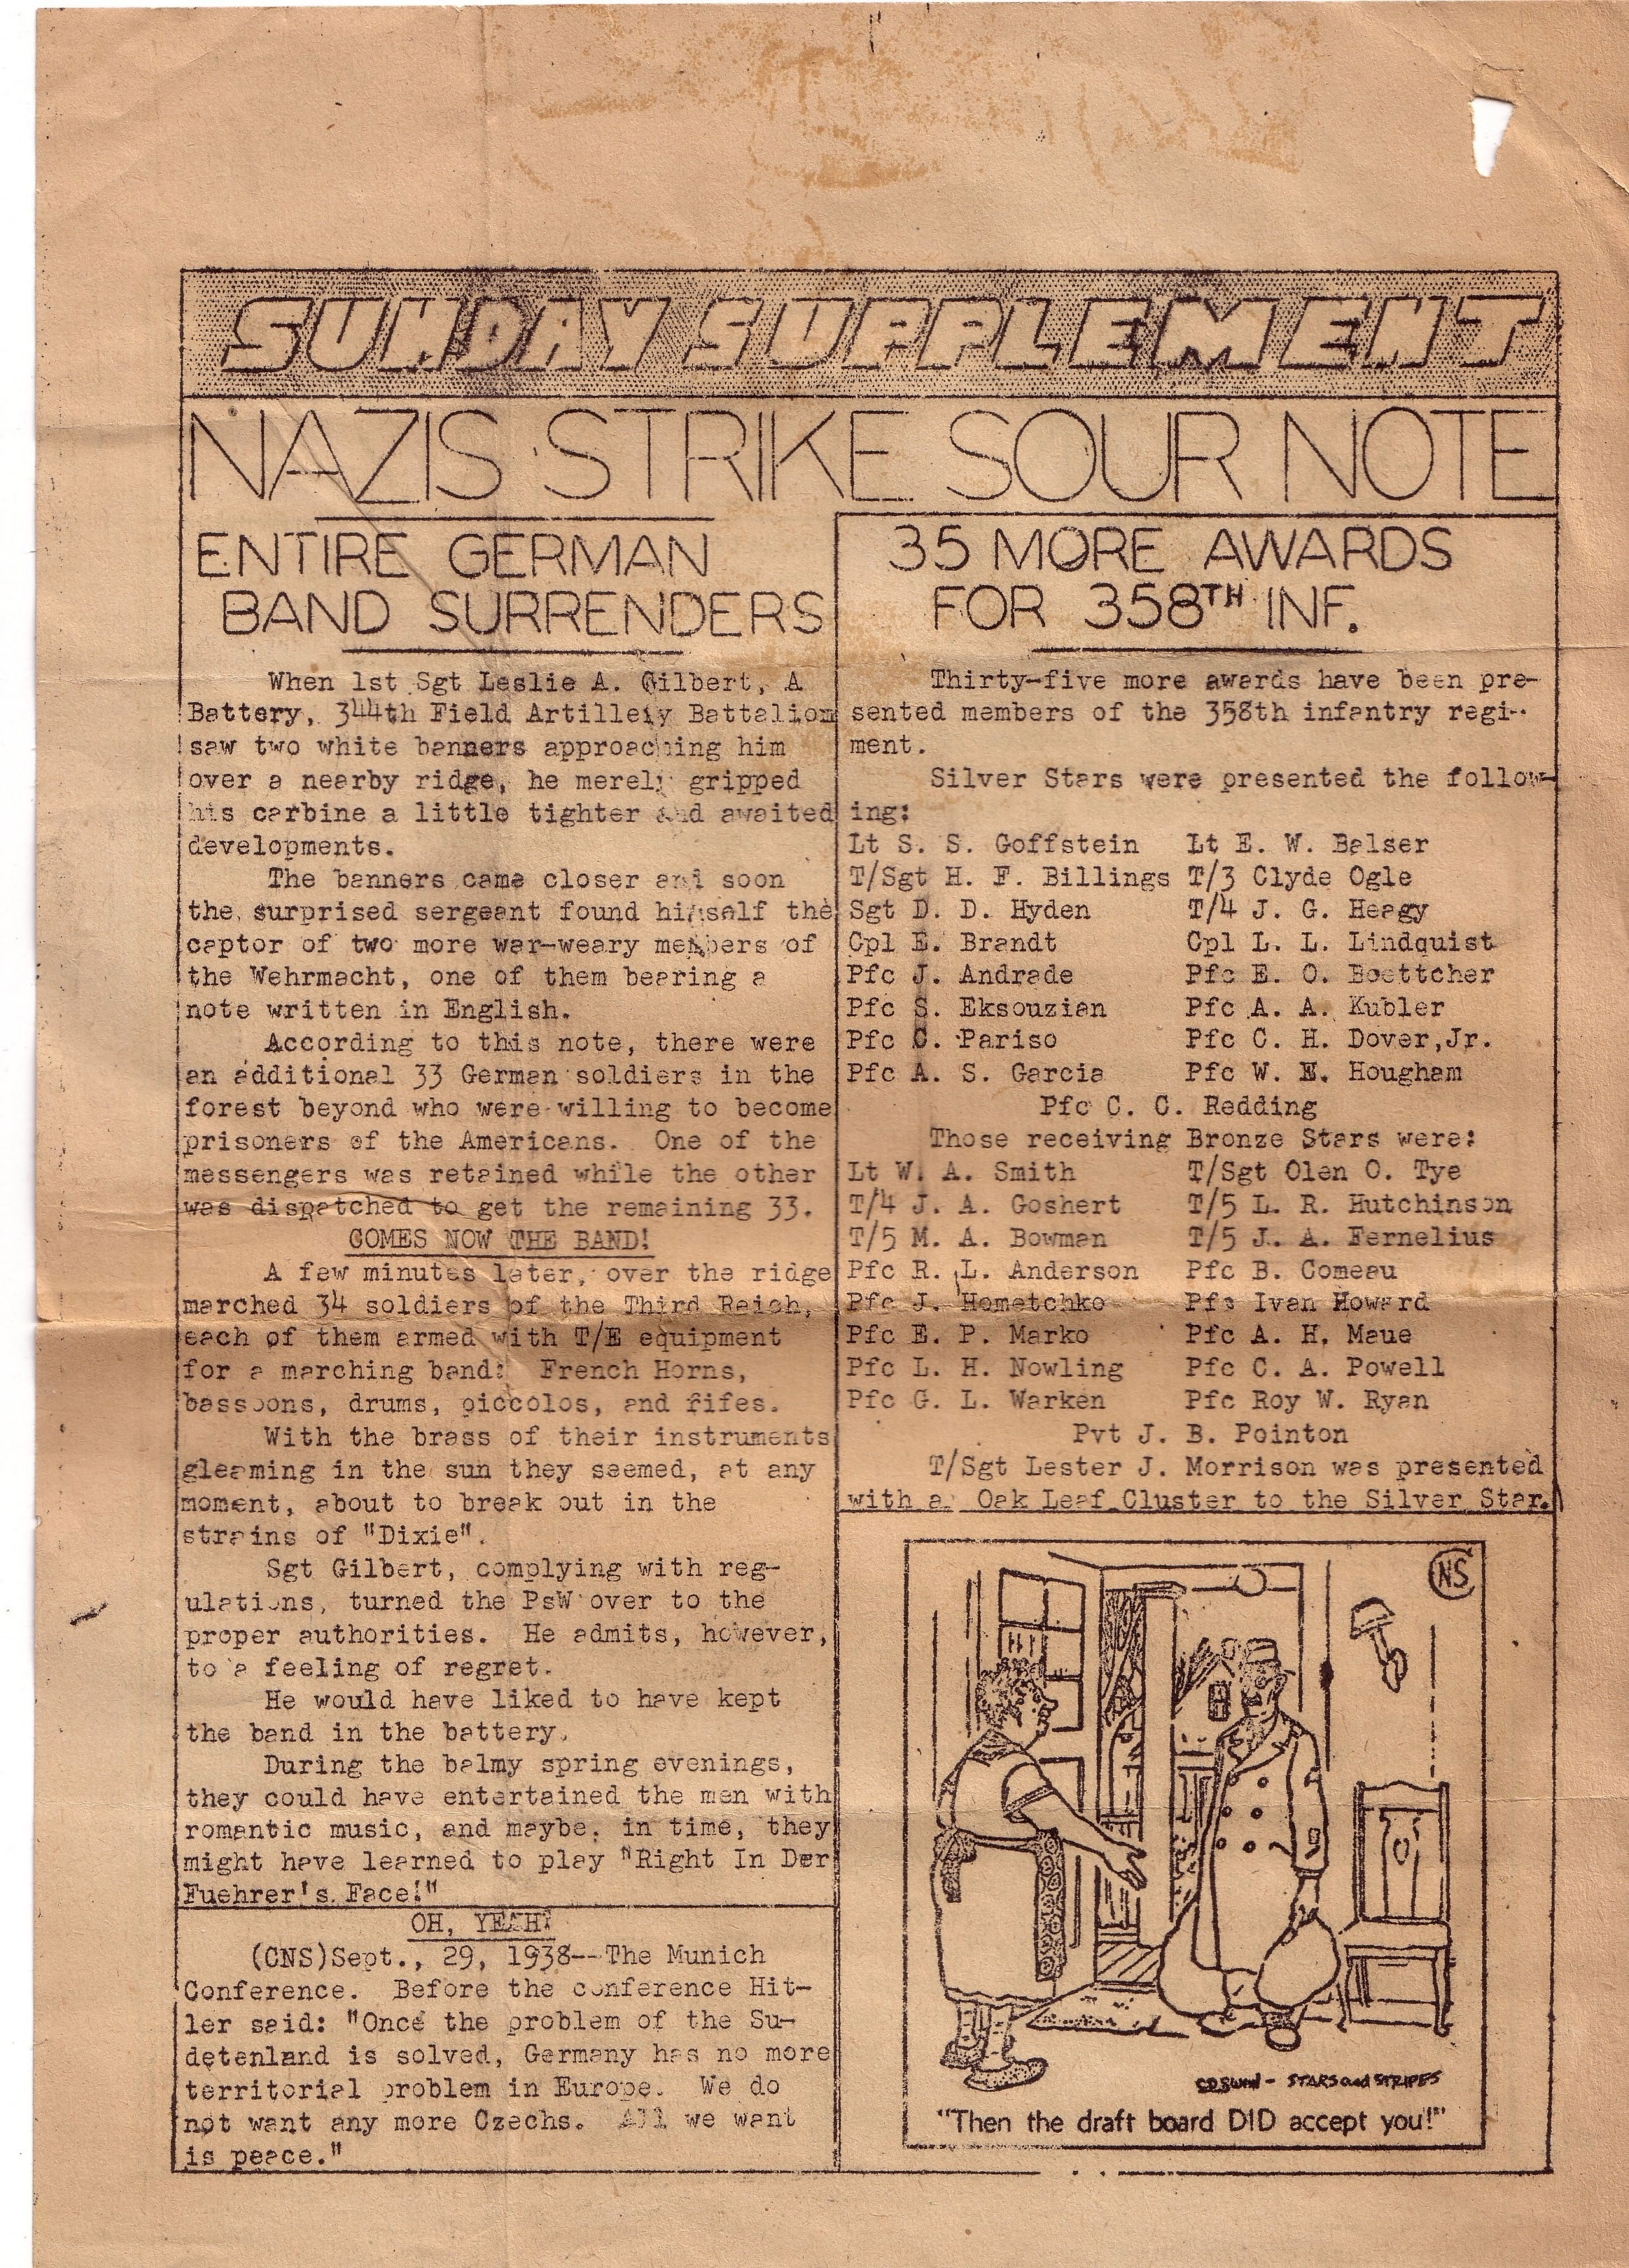 SUNDAY SUPPLEMENT
NAZIS STRIKE SOUR NOTE
ENTIRE GERMAN
BAND SURRENDERS
When 1st Sgt Leslie A. Gilbert, A
Battery, 344th Field Artillery Battalion
saw two white banners approaching him
over a nearby ridge, he merely gripped
his carbine a little tighter and awaited
developments.
The banners came closer and soon
the surprised sergeant found himself the
captor of two more war-weary members of
the Wehrmacht, one of them bearing a
note written in English.
According to this note, there were
an additional 33 German soldiers in the
forest beyond who were willing to become
prisoners of the Americans. One of the
messengers was retained while the other
was dispatched to get the remaining 33.
COMES NOW THE BAND!
A few minutes later, over the ridge
marched 34 soldiers of the Third Reich,
each of them armed with T/E equipment
for a marching band: French Horns,
bassoons, drums, piccolos, and fifes.
With the brass of their instruments
gleaming in the sun they seemed, at any
moment, about to break out in the
strains of "Dixie".
Sgt Gilbert, complying with reg-
ulations, turned the PsW over to the
proper authorities. He admits, however,
to a feeling of regret.
He would have liked to have kept
the band in the battery.
During the balmy spring evenings,
they could have entertained the men with
romantic music, and maybe, in time, they
might have learned to play "Right In Der
Fuehrer's Face!"
OH, YEAH?
(CNS)Sept., 29, 1938--The Munich
Conference. Before the conference Hit-
ler said: "Once the problem of the Su-
detenland is solved, Germany has no more
territorial problem in Europe. We do
not want any more Czechs. All we want
is peace."
35 MORE AWARDS
FOR 358TH INF.
Thirty-five more awards have been pre-
sented members of the 358th infantry regi-
ment.
Silver Stars were presented the follow-
ing:
Lt S. S. Goffstein Lt E. W. Balser
T/Sgt H. F. Billings T/3 Clyde Ogle
Sgt D. D. Hyden T/4 J. G. Heagy
Cpl E. Brandt Cpl L. L. Lindquist
Pfc J. Andrade Pfc E. O. Boettcher
Pfc S. Eksouzian Pfc A. A. Kubler
Pfc C. Pariso Pfc C. H. Dover,Jr.
Pfc A. S. Garcia Pfc W. E. Hougham
Pfc C. C. Redding
Those receiving Bronze Stars were:
Lt W. A. Smith T/Sgt Olen O. Tye
T/4 J. A. Goshert T/5 L. R. Hutchinson
T/5 M. A. Bowman T/5 J. A. Fernelius
Pfc R. L. Anderson Pfc B. Comeau
Pfc J. Hometchko Pfc Ivan Howard
Pfc E. P. Marko Pfc A. H. Maue
Pfc L. H. Nowling Pfc C. A. Powell
Pfc G. L. Warken Pfc Roy W. Ryan
Pvt J. B. Pointon
T/Sgt Lester J. Morrison was presented
with a Oak Leaf Cluster to the Silver Star.
NS
- STARS and STRIPES
"Then the draft board DID accept you!"